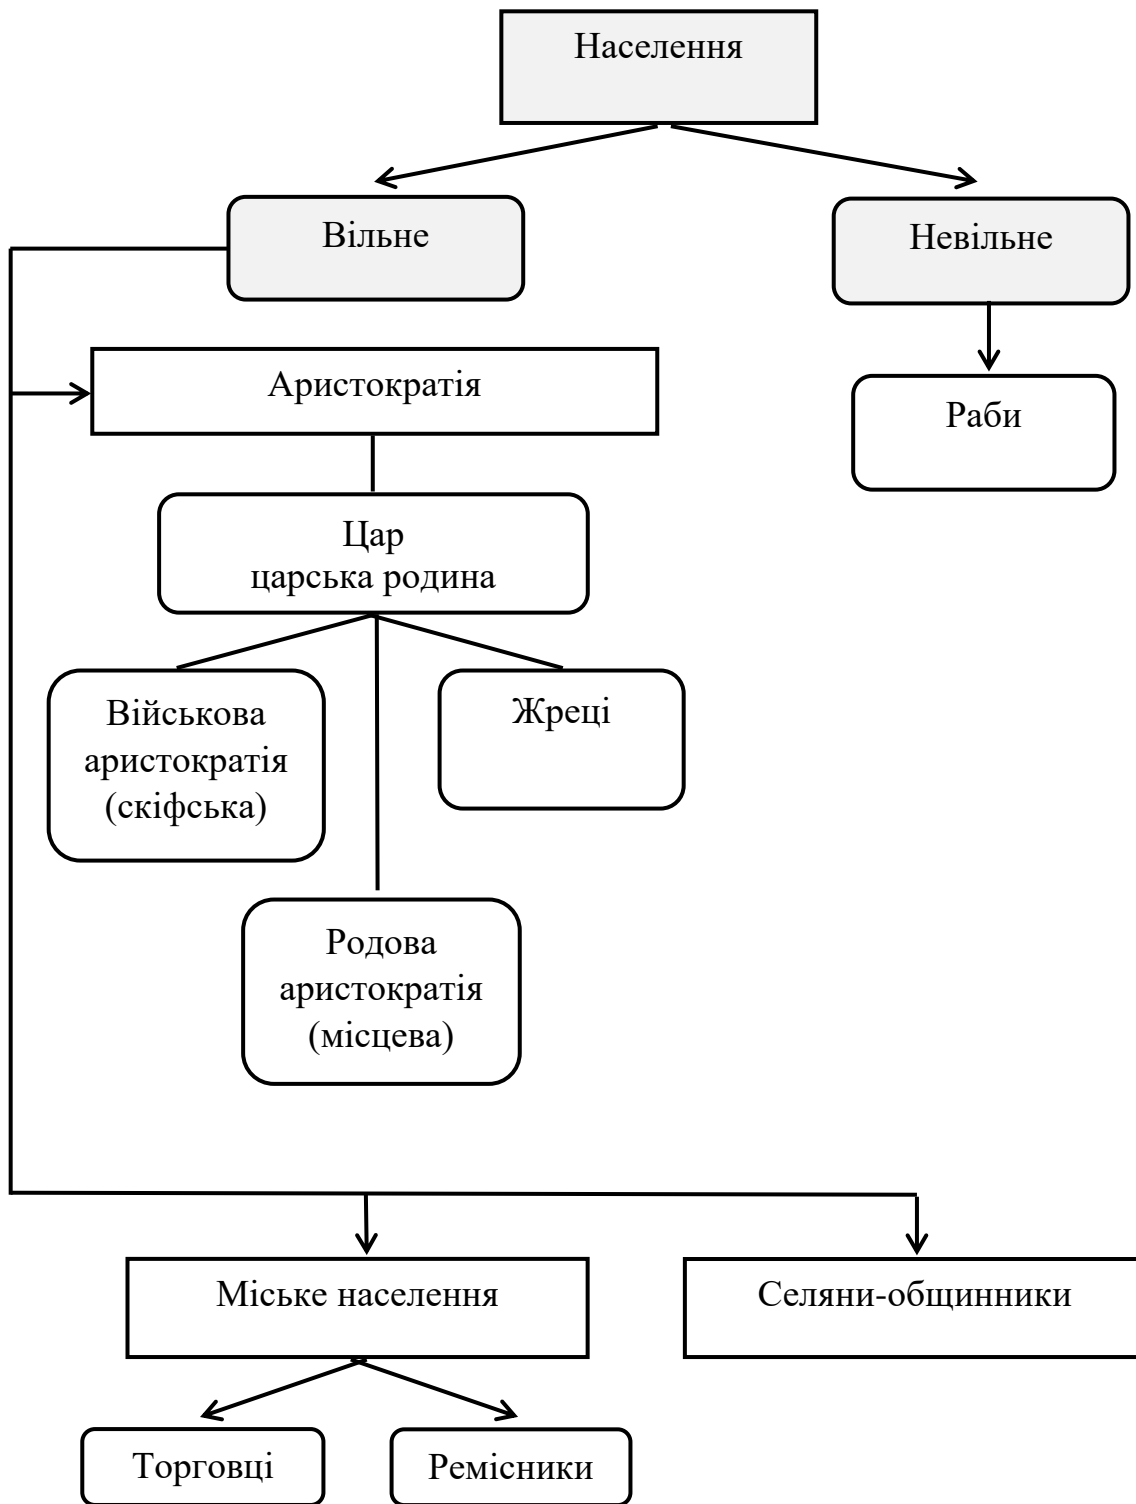 Населення
Вільне
Невільне
Аристократія
Раби
Цар
царська родина
Військова
аристократія
(скіфська)
Жреці
Родова
аристократія
(місцева)
Міське населення
Селяни-общинники
Торговці
Ремісники